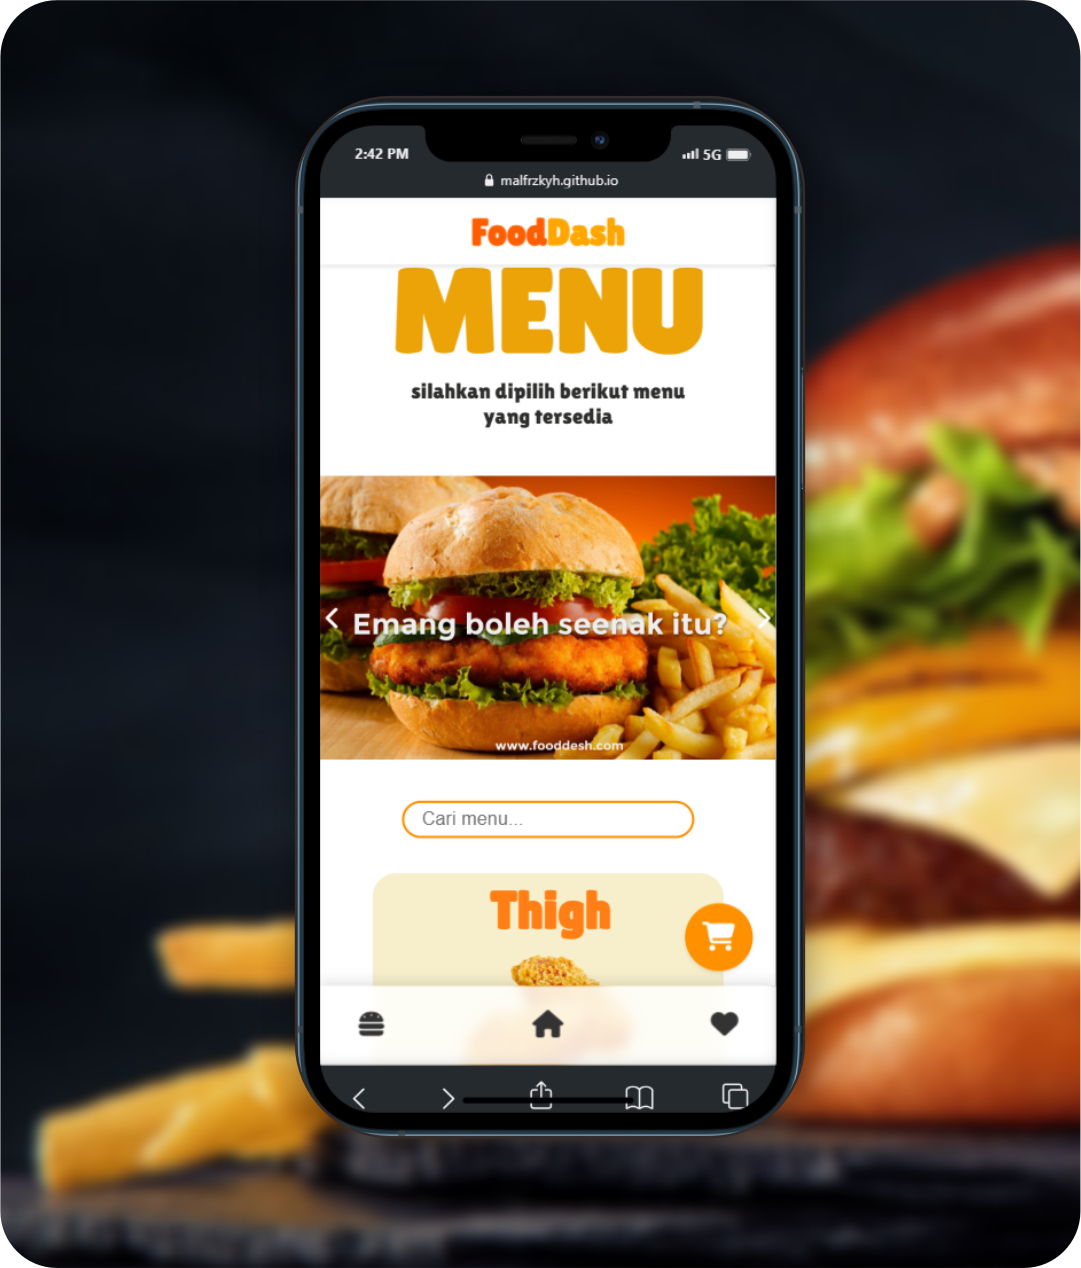 2:42 PM
5G
malfrzkyh.github.io
FoodDash
MENU
silahkan dipilih berikut menu
yang tersedia
Emang boleh seenak itu?
www.fooddesh.com
Cari menu...
Thigh